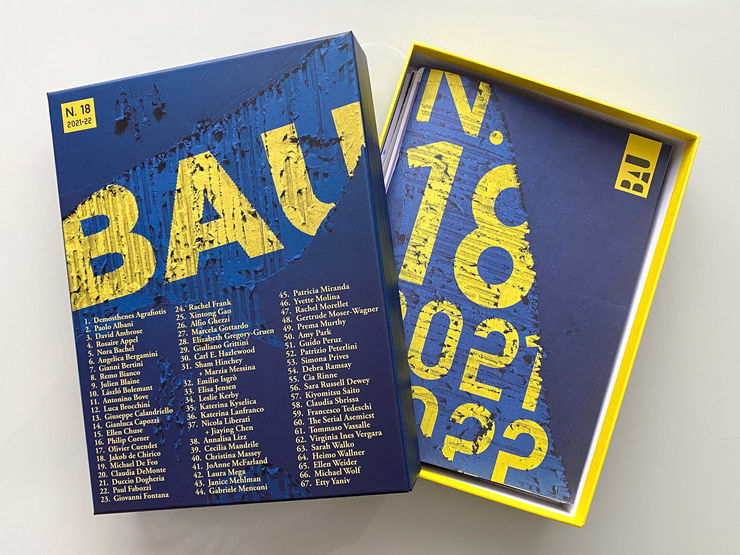 N. 18
2021-22
BAU
1. Demosthenes Agrafiotis
2. Paolo Albani
3. David Ambrose
4. Rosaire Appel
5. Nora Bachel
6. Angelica Bergamini
7. Gianni Bertini
8. Remo Bianco
9. Julien Blaine
10. László Bolemant
11. Antonino Bove
12. Luca Brocchini
13. Giuseppe Calandriello
14. Gianluca Capozzi
15. Ellen Chuse
16. Philip Corner
17. Olivier Cuendet
18. Jakob de Chirico
19. Michael De Feo
20. Claudia DeMonte
21. Duccio Dogheria
22. Paul Fabozzi
23. Giovanni Fontana
24. Rachel Frank
25. Xintong Gao
26. Alfio Ghezzi
27. Marcela Gottardo
28. Elizabeth Gregory-Gruen
29. Giuliano Grittini
30. Carl E. Hazlewood
31. Sham Hinchey
+ Marzia Messina
32. Emilio Isgrò
33. Elisa Jensen
34. Leslie Kerby
35. Katerina Kyselica
36. Katerina Lanfranco
37. Nicola Liberati
+ Jiaying Chen
38. Annalisa Lizz
39. Cecilia Mandrile
40. Christina Massey
41. JoAnne McFarland
42. Laura Mega
43. Janice Mehlman
44. Gabriele Menconi
45. Patricia Miranda
46. Yvette Molina
47. Rachel Morellet
48. Gertrude Moser-Wagner
49. Prema Murthy
50. Amy Park
51. Guido Peruz
52. Patrizio Peterlini
53. Simona Prives
54. Debra Ramsay
55. Cia Rinne
56. Sara Russell Dewey
57. Kiyomitsu Saito
58. Claudia Sbrissa
59. Francesco Tedeschi
60. The Serial Asemicst
61. Tommaso Vassalle
62. Virginia Ines Vergara
63. Sarah Walko
64. Heimo Wallner
65. Ellen Weider
66. Michael Wolf
67. Etty Yaniv
N.
18
2021
2022
BAU